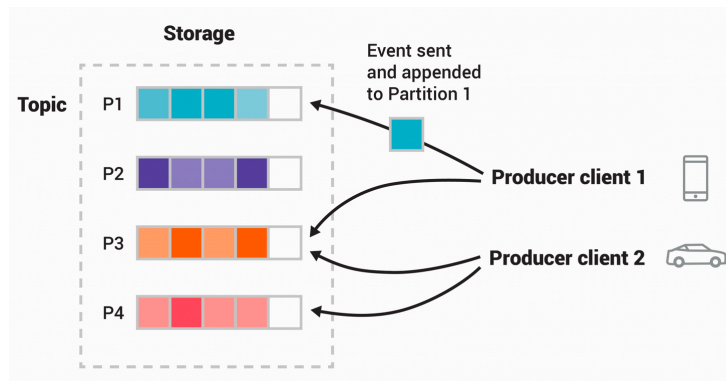 Storage
Event sent
and appended
to Partition 1
Topic
P1
P2
Producer client 1
P3
Producer client 2
P4